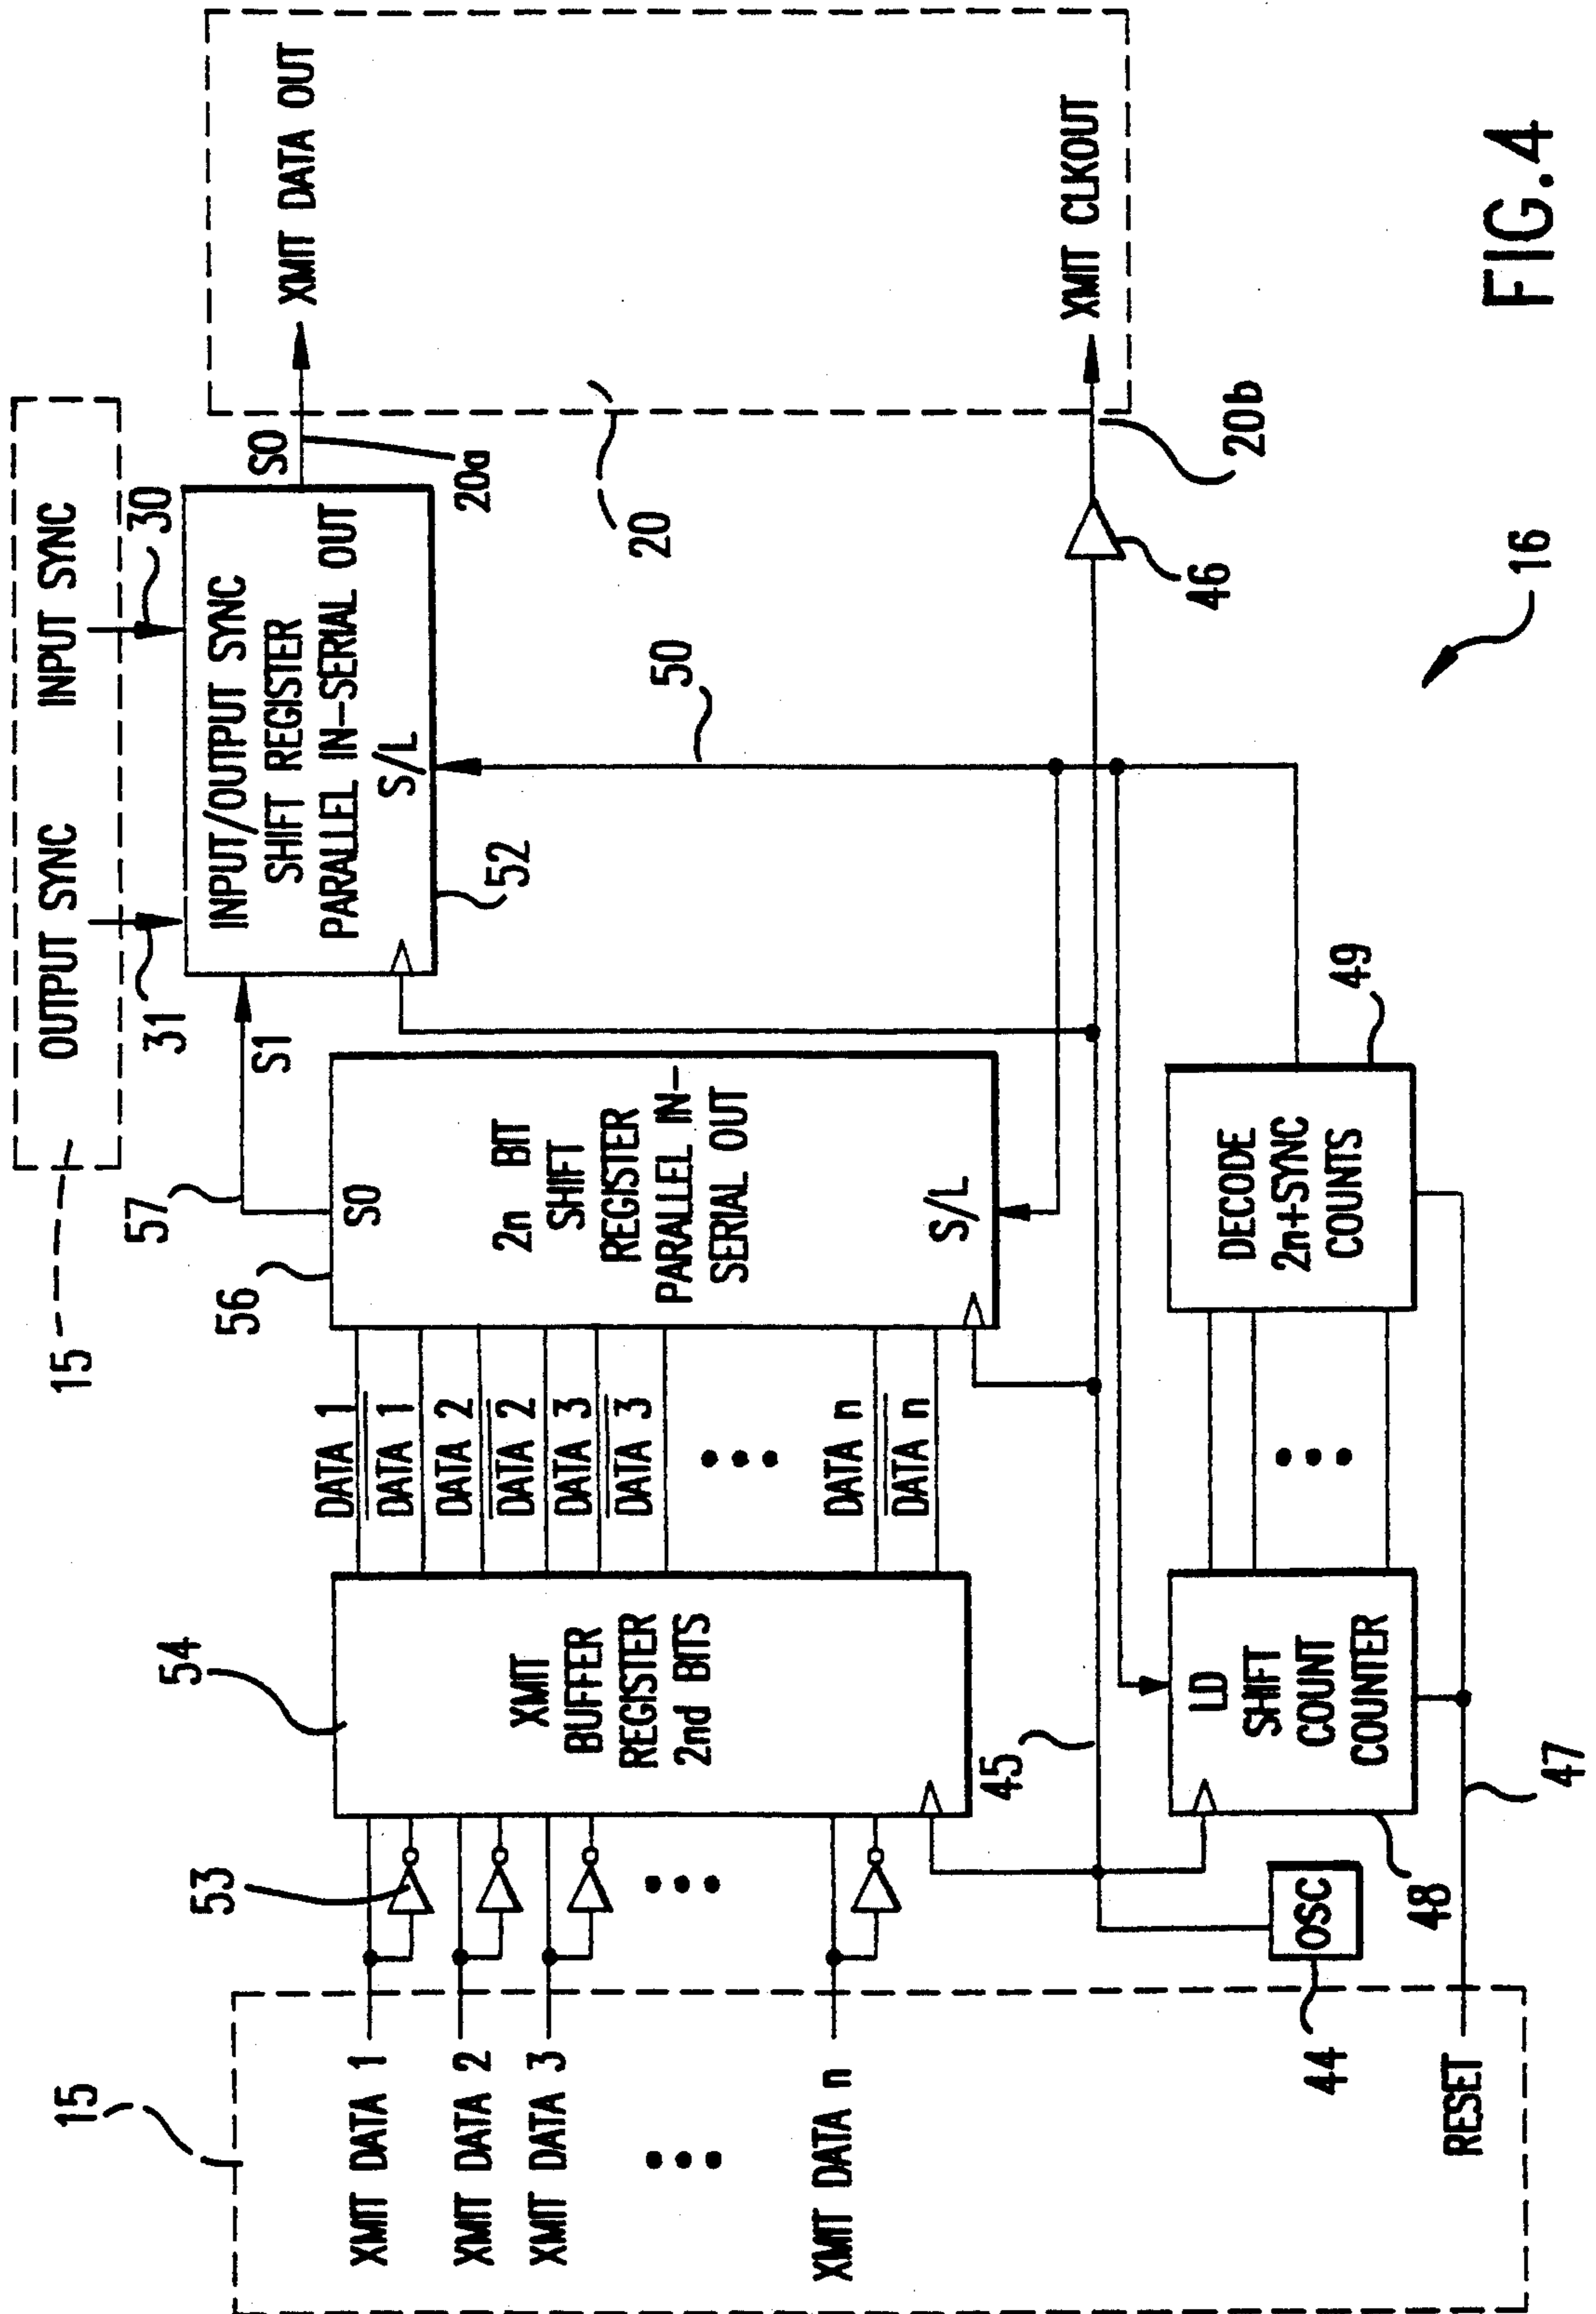 15
XMIT DATA 1
XMIT DATA 2
XMIT DATA 3
XMIT DATA n
RESET
53
44
OSC
54
XMIT
BUFFER
REGISTER
2nd BITS
45
LD
SHIFT
COUNT
COUNTER
48
47
DATA 1
DATA 1
DATA 2
DATA 2
DATA 3
DATA 3
DATA n
DATA n
56
57
SO
2n BIT
SHIFT
REGISTER
PARALLEL IN-
SERIAL OUT
S/L
DECODE
2n+SYNC
COUNTS
49
15
OUTPUT SYNC
INPUT SYNC
31
30
S1
INPUT/OUTPUT SYNC
SHIFT REGISTER
PARALLEL IN-SERIAL OUT
S/L
52
SO
20a
50
20
46
20b
XMIT DATA OUT
XMIT CLKOUT
16
FIG.4